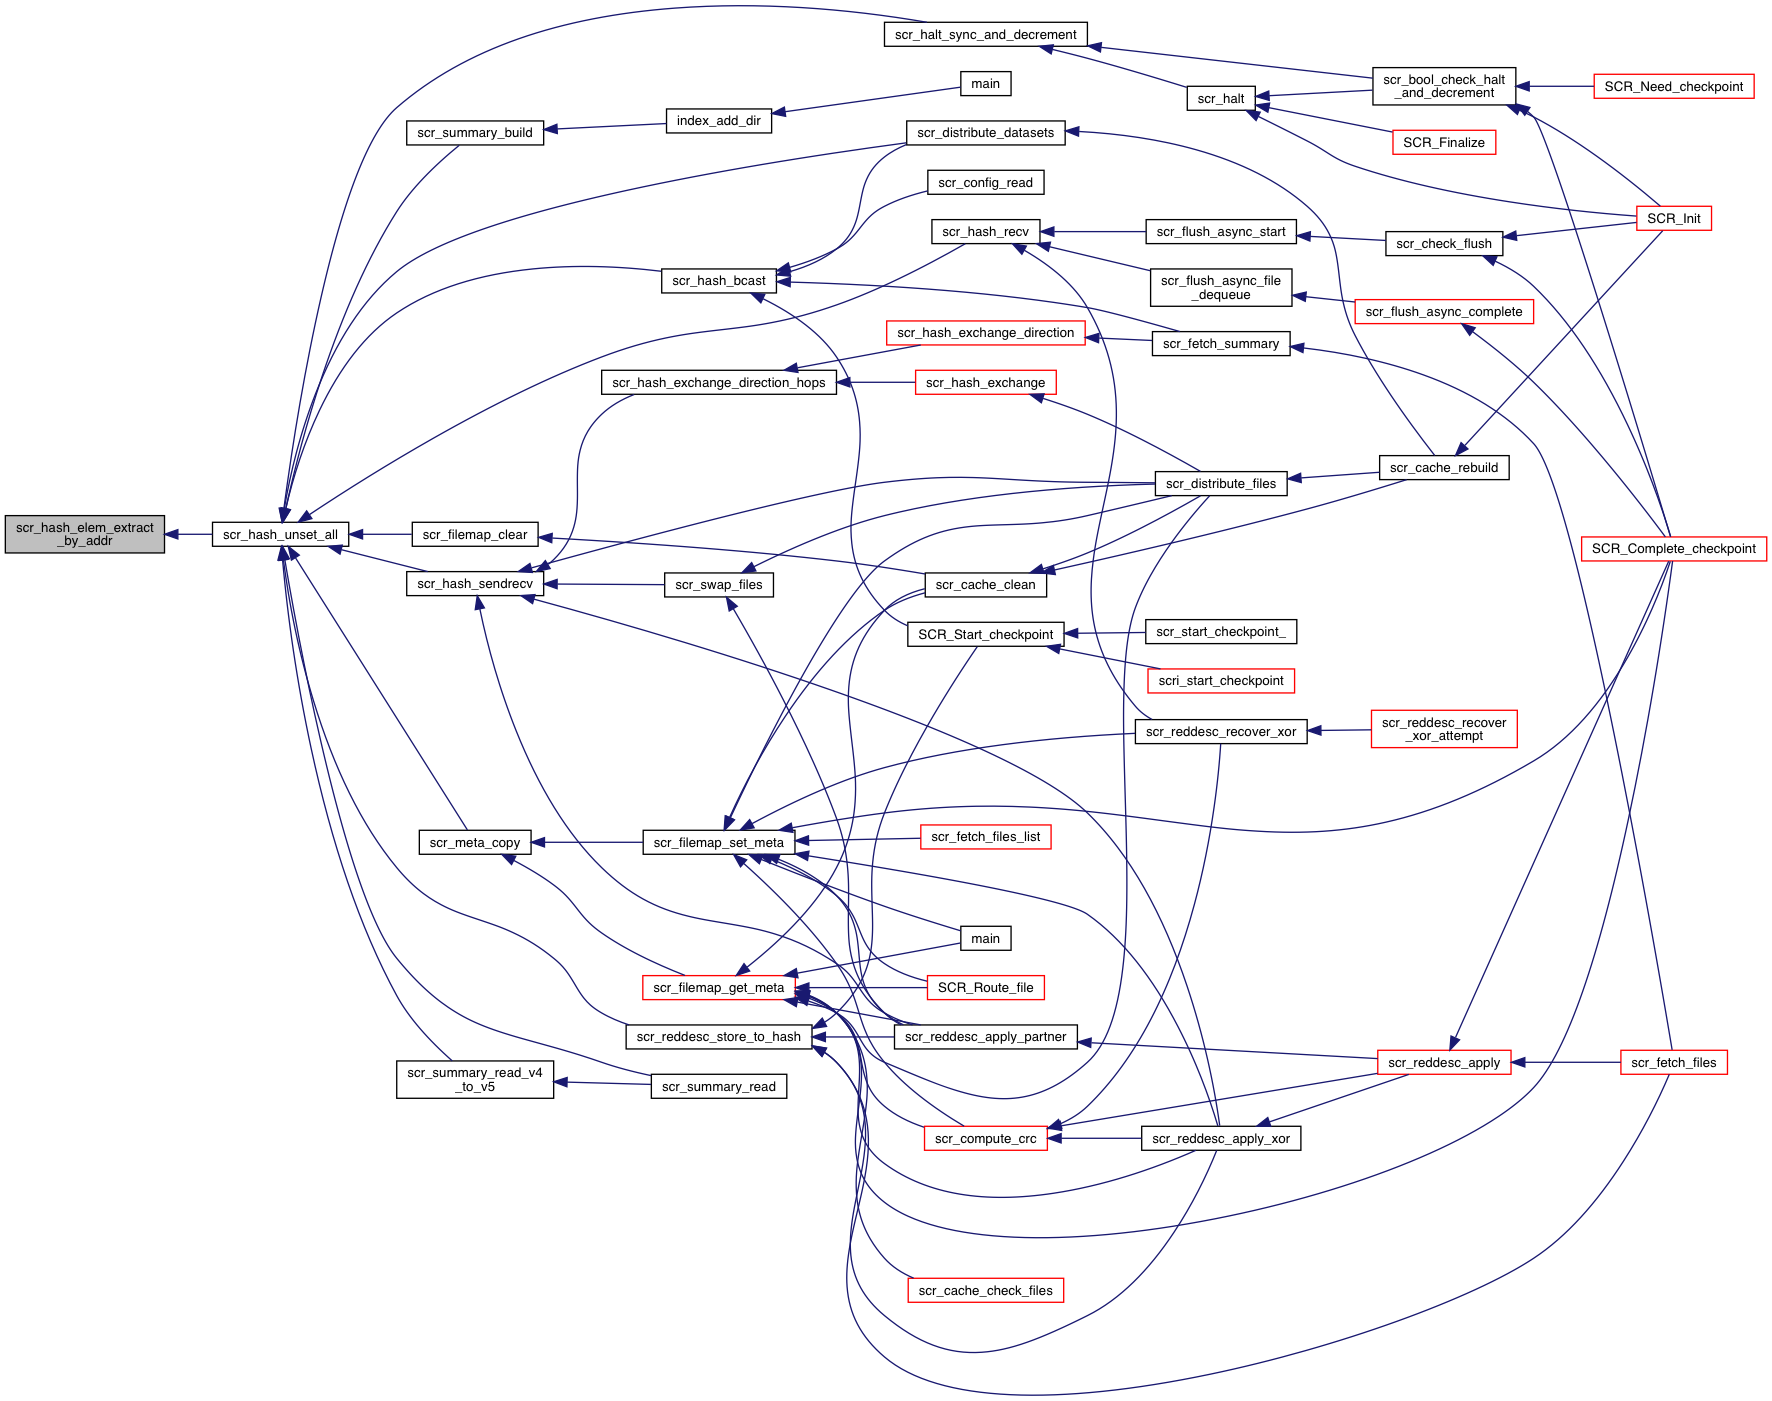 scr_hash_elem_extract
_by_addr
scr_hash_unset_all
scr_summary_build
scr_filemap_clear
scr_hash_sendrecv
scr_meta_copy
scr_summary_read_v4
_to_v5
index_add_dir
scr_hash_bcast
scr_hash_exchange_direction_hops
scr_swap_files
scr_filemap_set_meta
scr_filemap_get_meta
scr_reddesc_store_to_hash
scr_summary_read
scr_halt_sync_and_decrement
main
scr_distribute_datasets
scr_config_read
scr_hash_recv
scr_hash_exchange_direction
scr_hash_exchange
scr_cache_clean
SCR_Start_checkpoint
scr_fetch_files_list
main
SCR_Route_file
scr_reddesc_apply_partner
scr_compute_crc
scr_cache_check_files
scr_halt
scr_flush_async_start
scr_flush_async_file
_dequeue
scr_fetch_summary
scr_distribute_files
scr_start_checkpoint_
scri_start_checkpoint
scr_reddesc_recover_xor
scr_reddesc_apply_xor
scr_bool_check_halt
_and_decrement
SCR_Finalize
scr_check_flush
scr_flush_async_complete
scr_cache_rebuild
scr_reddesc_recover
_xor_attempt
scr_reddesc_apply
SCR_Need_checkpoint
SCR_Init
SCR_Complete_checkpoint
scr_fetch_files